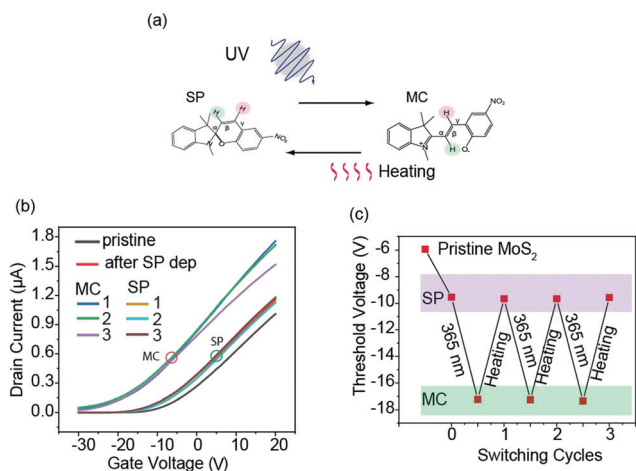 (a)
UV
SP
MC
H
H
α
β
γ
N
O
NO₂
H
H
α
β
γ
N
+
O-
NO₂
Heating
(b)
pristine
after SP dep
MC SP
1 1
2 2
3 3
MC
SP
Drain Current (μA)
1.8
1.5
1.2
0.9
0.6
0.3
0.0
-30 -20 -10 0 10 20
Gate Voltage (V)
(c)
Threshold Voltage (V)
-6
-8
-10
-12
-14
-16
-18
Pristine MoS₂
SP
365 nm
Heating
365 nm
Heating
365 nm
Heating
MC
0 1 2 3
Switching Cycles